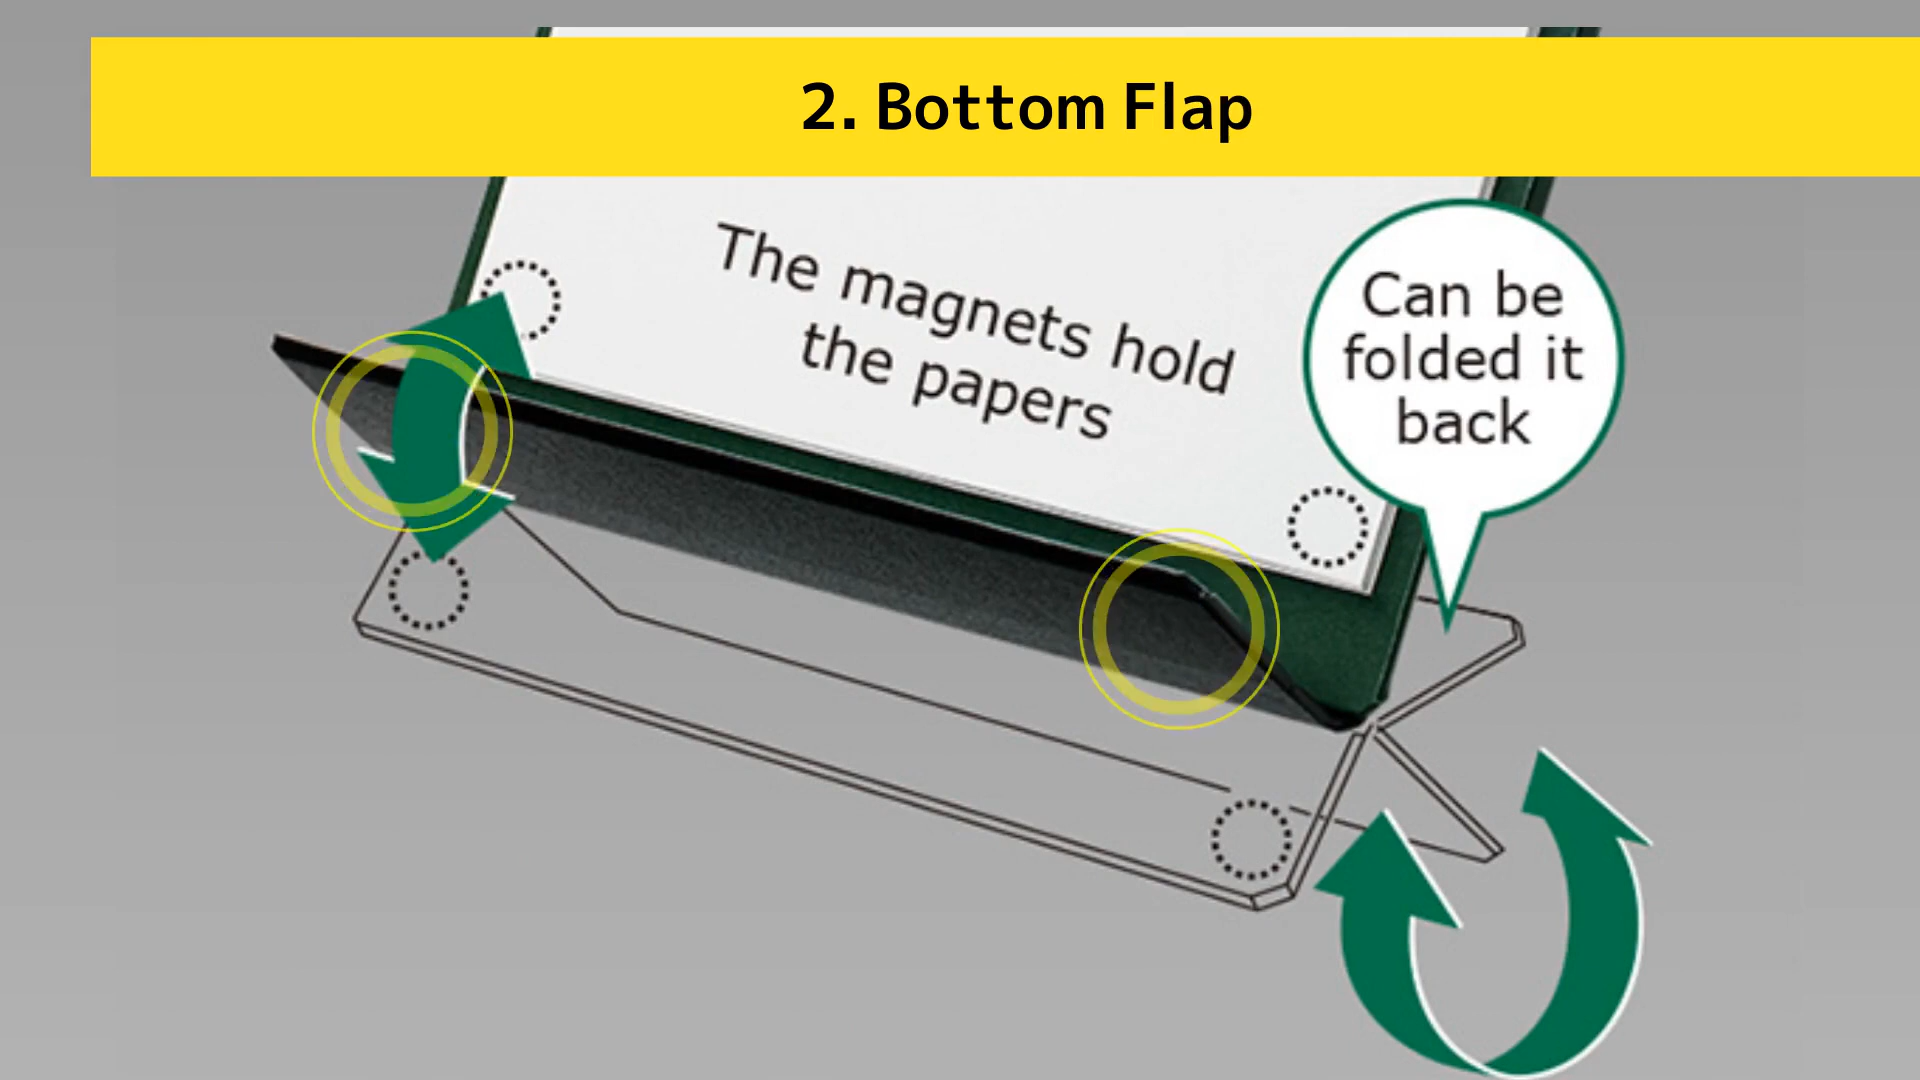 2. Bottom Flap
The magnets hold
the papers
Can be
folded it
back